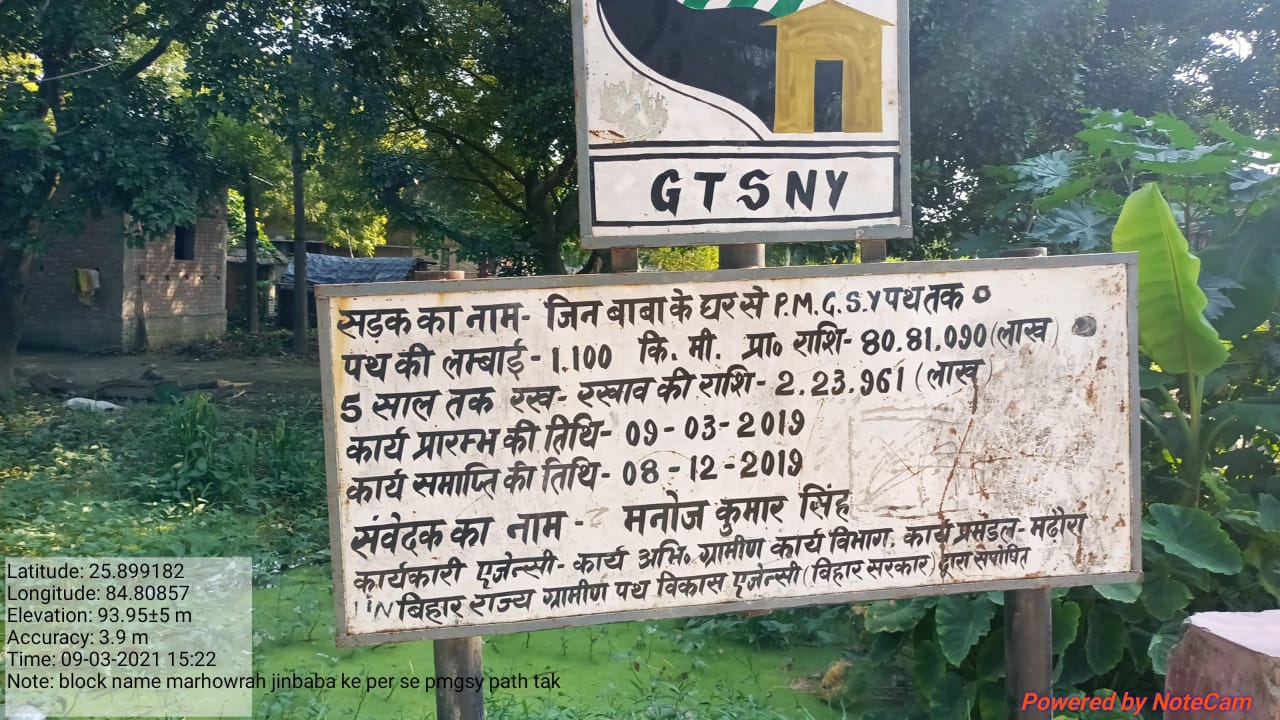 GTSNY
सड़क का नाम- जिन बाबा के घर से P.M.G.S.Y पथ तक
पथ की लम्बाई - 1.100 कि. मी. प्रा० राशि- 80.81.090 (लाख)
5 साल तक रख- रखाव की राशि- 2.23.961 (लाख)
कार्य प्रारम्भ की तिथि- 09-03-2019
कार्य समाप्ति की तिथि- 08-12-2019
संवेदक का नाम - मनोज कुमार सिंह
कार्यकारी एजेन्सी- कार्य अभि० ग्रामीण कार्य विभाग. कार्य प्रमंडल- मढ़ौरा
बिहार राज्य ग्रामीण पथ विकास एजेन्सी (बिहार सरकार) द्वारा संपोषित
Latitude: 25.899182
Longitude: 84.80857
Elevation: 93.95±5 m
Accuracy: 3.9 m
Time: 09-03-2021 15:22
Note: block name marhowrah jinbaba ke per se pmgsy path tak
Powered by NoteCam